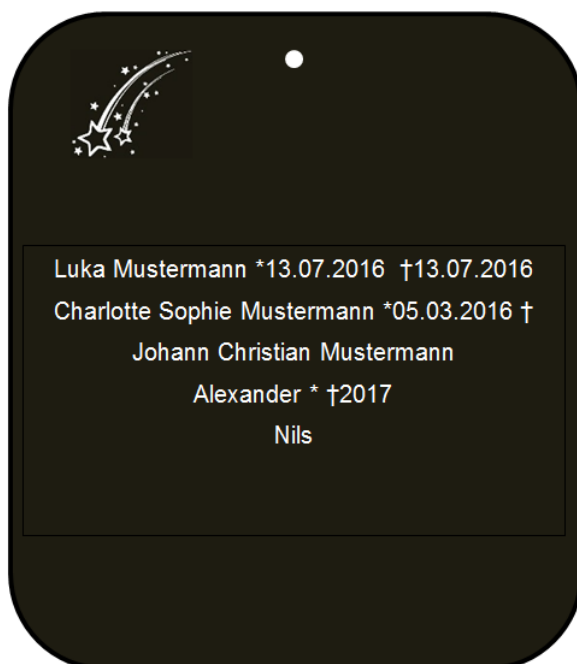 Luka Mustermann *13.07.2016  †13.07.2016
Charlotte Sophie Mustermann *05.03.2016 †
Johann Christian Mustermann
Alexander * †2017
Nils